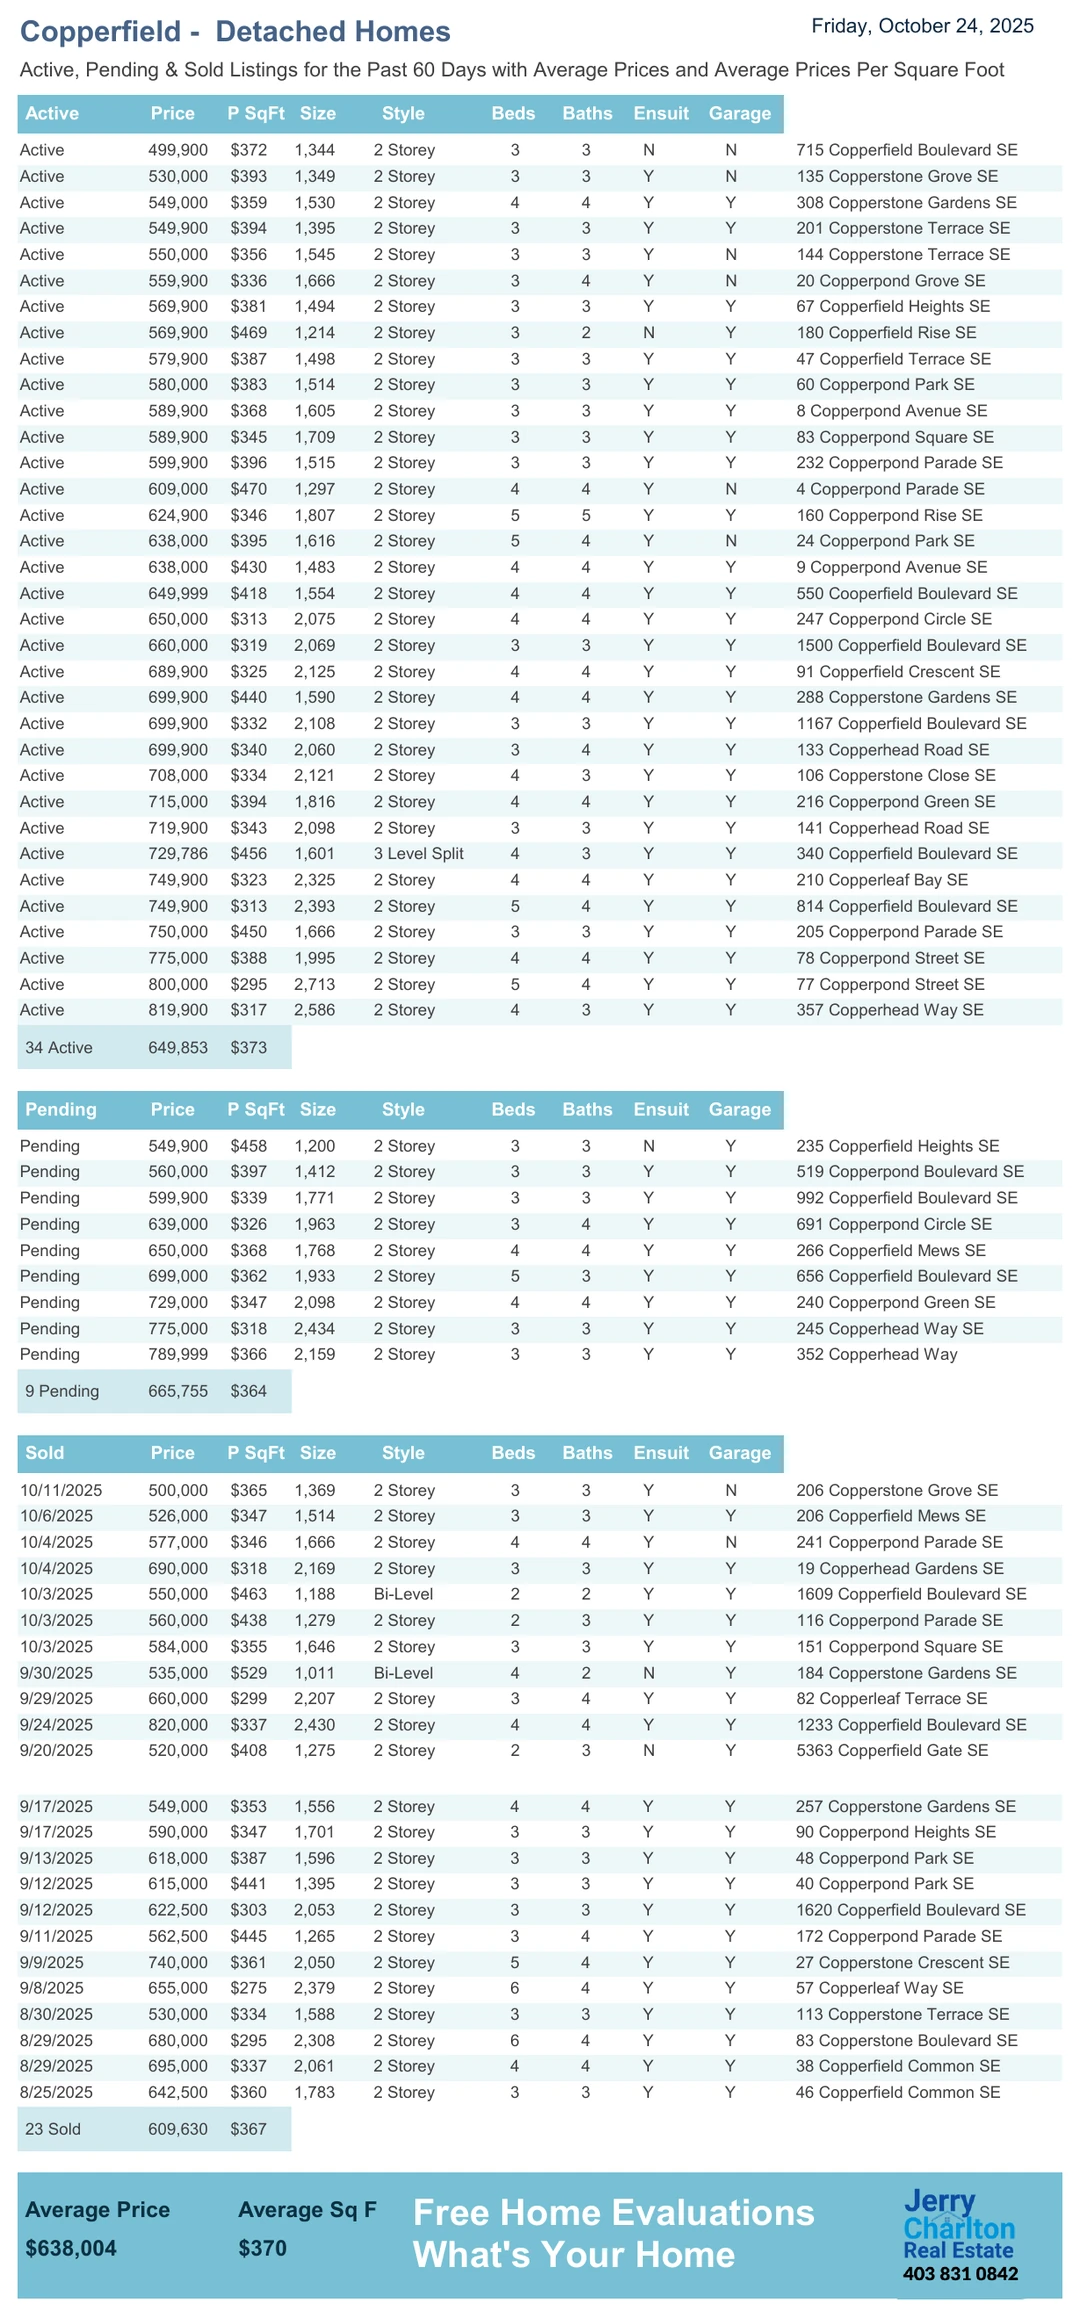 Copperfield - Detached Homes Friday, October 24, 2025
Active, Pending & Sold Listings for the Past 60 Days with Average Prices and Average Prices Per Square Foot
Active Price P SqFt Size Style Beds Baths Ensuit Garage
Active 499,900 $372 1,344 2 Storey 3 3 N N 715 Copperfield Boulevard SE
Active 530,000 $393 1,349 2 Storey 3 3 Y N 135 Copperstone Grove SE
Active 549,000 $359 1,530 2 Storey 4 4 Y Y 308 Copperstone Gardens SE
Active 549,900 $394 1,395 2 Storey 3 3 Y Y 201 Copperstone Terrace SE
Active 550,000 $356 1,545 2 Storey 3 3 Y N 144 Copperstone Terrace SE
Active 559,900 $336 1,666 2 Storey 3 4 Y N 20 Copperpond Grove SE
Active 569,900 $381 1,494 2 Storey 3 3 Y Y 67 Copperfield Heights SE
Active 569,900 $469 1,214 2 Storey 3 2 N Y 180 Copperfield Rise SE
Active 579,900 $387 1,498 2 Storey 3 3 Y Y 47 Copperfield Terrace SE
Active 580,000 $383 1,514 2 Storey 3 3 Y Y 60 Copperpond Park SE
Active 589,900 $368 1,605 2 Storey 3 3 Y Y 8 Copperpond Avenue SE
Active 589,900 $345 1,709 2 Storey 3 3 Y Y 83 Copperpond Square SE
Active 599,900 $396 1,515 2 Storey 3 3 Y Y 232 Copperpond Parade SE
Active 609,000 $470 1,297 2 Storey 4 4 Y N 4 Copperpond Parade SE
Active 624,900 $346 1,807 2 Storey 5 5 Y Y 160 Copperpond Rise SE
Active 638,000 $395 1,616 2 Storey 5 4 Y N 24 Copperpond Park SE
Active 638,000 $430 1,483 2 Storey 4 4 Y Y 9 Copperpond Avenue SE
Active 649,999 $418 1,554 2 Storey 4 4 Y Y 550 Cooperfield Boulevard SE
Active 650,000 $313 2,075 2 Storey 4 4 Y Y 247 Copperpond Circle SE
Active 660,000 $319 2,069 2 Storey 3 3 Y Y 1500 Copperfield Boulevard SE
Active 689,900 $325 2,125 2 Storey 4 4 Y Y 91 Copperfield Crescent SE
Active 699,900 $440 1,590 2 Storey 4 4 Y Y 288 Copperstone Gardens SE
Active 699,900 $332 2,108 2 Storey 3 3 Y Y 1167 Copperfield Boulevard SE
Active 699,900 $340 2,060 2 Storey 3 4 Y Y 133 Copperhead Road SE
Active 708,000 $334 2,121 2 Storey 4 3 Y Y 106 Copperstone Close SE
Active 715,000 $394 1,816 2 Storey 4 4 Y Y 216 Copperpond Green SE
Active 719,900 $343 2,098 2 Storey 3 3 Y Y 141 Copperhead Road SE
Active 729,786 $456 1,601 3 Level Split 4 3 Y Y 340 Copperfield Boulevard SE
Active 749,900 $323 2,325 2 Storey 4 4 Y Y 210 Copperleaf Bay SE
Active 749,900 $313 2,393 2 Storey 5 4 Y Y 814 Copperfield Boulevard SE
Active 750,000 $450 1,666 2 Storey 3 3 Y Y 205 Copperpond Parade SE
Active 775,000 $388 1,995 2 Storey 4 4 Y Y 78 Copperpond Street SE
Active 800,000 $295 2,713 2 Storey 5 4 Y Y 77 Copperpond Street SE
Active 819,900 $317 2,586 2 Storey 4 3 Y Y 357 Copperhead Way SE
34 Active 649,853 $373
Pending Price P SqFt Size Style Beds Baths Ensuit Garage
Pending 549,900 $458 1,200 2 Storey 3 3 N Y 235 Copperfield Heights SE
Pending 560,000 $397 1,412 2 Storey 3 3 Y Y 519 Copperpond Boulevard SE
Pending 599,900 $339 1,771 2 Storey 3 3 Y Y 992 Copperfield Boulevard SE
Pending 639,000 $326 1,963 2 Storey 3 4 Y Y 691 Copperpond Circle SE
Pending 650,000 $368 1,768 2 Storey 4 4 Y Y 266 Copperfield Mews SE
Pending 699,000 $362 1,933 2 Storey 5 3 Y Y 656 Copperfield Boulevard SE
Pending 729,000 $347 2,098 2 Storey 4 4 Y Y 240 Copperpond Green SE
Pending 775,000 $318 2,434 2 Storey 3 3 Y Y 245 Copperhead Way SE
Pending 789,999 $366 2,159 2 Storey 3 3 Y Y 352 Copperhead Way
9 Pending 665,755 $364
Sold Price P SqFt Size Style Beds Baths Ensuit Garage
10/11/2025 500,000 $365 1,369 2 Storey 3 3 Y N 206 Copperstone Grove SE
10/6/2025 526,000 $347 1,514 2 Storey 3 3 Y Y 206 Copperfield Mews SE
10/4/2025 577,000 $346 1,666 2 Storey 4 4 Y N 241 Copperpond Parade SE
10/4/2025 690,000 $318 2,169 2 Storey 3 3 Y Y 19 Copperhead Gardens SE
10/3/2025 550,000 $463 1,188 Bi-Level 2 2 Y Y 1609 Copperfield Boulevard SE
10/3/2025 560,000 $438 1,279 2 Storey 2 3 Y Y 116 Copperpond Parade SE
10/3/2025 584,000 $355 1,646 2 Storey 3 3 Y Y 151 Copperpond Square SE
9/30/2025 535,000 $529 1,011 Bi-Level 4 2 N Y 184 Copperstone Gardens SE
9/29/2025 660,000 $299 2,207 2 Storey 3 4 Y Y 82 Copperleaf Terrace SE
9/24/2025 820,000 $337 2,430 2 Storey 4 4 Y Y 1233 Copperfield Boulevard SE
9/20/2025 520,000 $408 1,275 2 Storey 2 3 N Y 5363 Copperfield Gate SE
9/17/2025 549,000 $353 1,556 2 Storey 4 4 Y Y 257 Copperstone Gardens SE
9/17/2025 590,000 $347 1,701 2 Storey 3 3 Y Y 90 Copperpond Heights SE
9/13/2025 618,000 $387 1,596 2 Storey 3 3 Y Y 48 Copperpond Park SE
9/12/2025 615,000 $441 1,395 2 Storey 3 3 Y Y 40 Copperpond Park SE
9/12/2025 622,500 $303 2,053 2 Storey 3 3 Y Y 1620 Copperfield Boulevard SE
9/11/2025 562,500 $445 1,265 2 Storey 3 4 Y Y 172 Copperpond Parade SE
9/9/2025 740,000 $361 2,050 2 Storey 5 4 Y Y 27 Copperstone Crescent SE
9/8/2025 655,000 $275 2,379 2 Storey 6 4 Y Y 57 Copperleaf Way SE
8/30/2025 530,000 $334 1,588 2 Storey 3 3 Y Y 113 Copperstone Terrace SE
8/29/2025 680,000 $295 2,308 2 Storey 6 4 Y Y 83 Copperstone Boulevard SE
8/29/2025 695,000 $337 2,061 2 Storey 4 4 Y Y 38 Copperfield Common SE
8/25/2025 642,500 $360 1,783 2 Storey 3 3 Y Y 46 Copperfield Common SE
23 Sold 609,630 $367
Average Price Average Sq F Free Home Evaluations
$638,004 $370 What's Your Home
Jerry
Charlton
Real Estate
403 831 0842